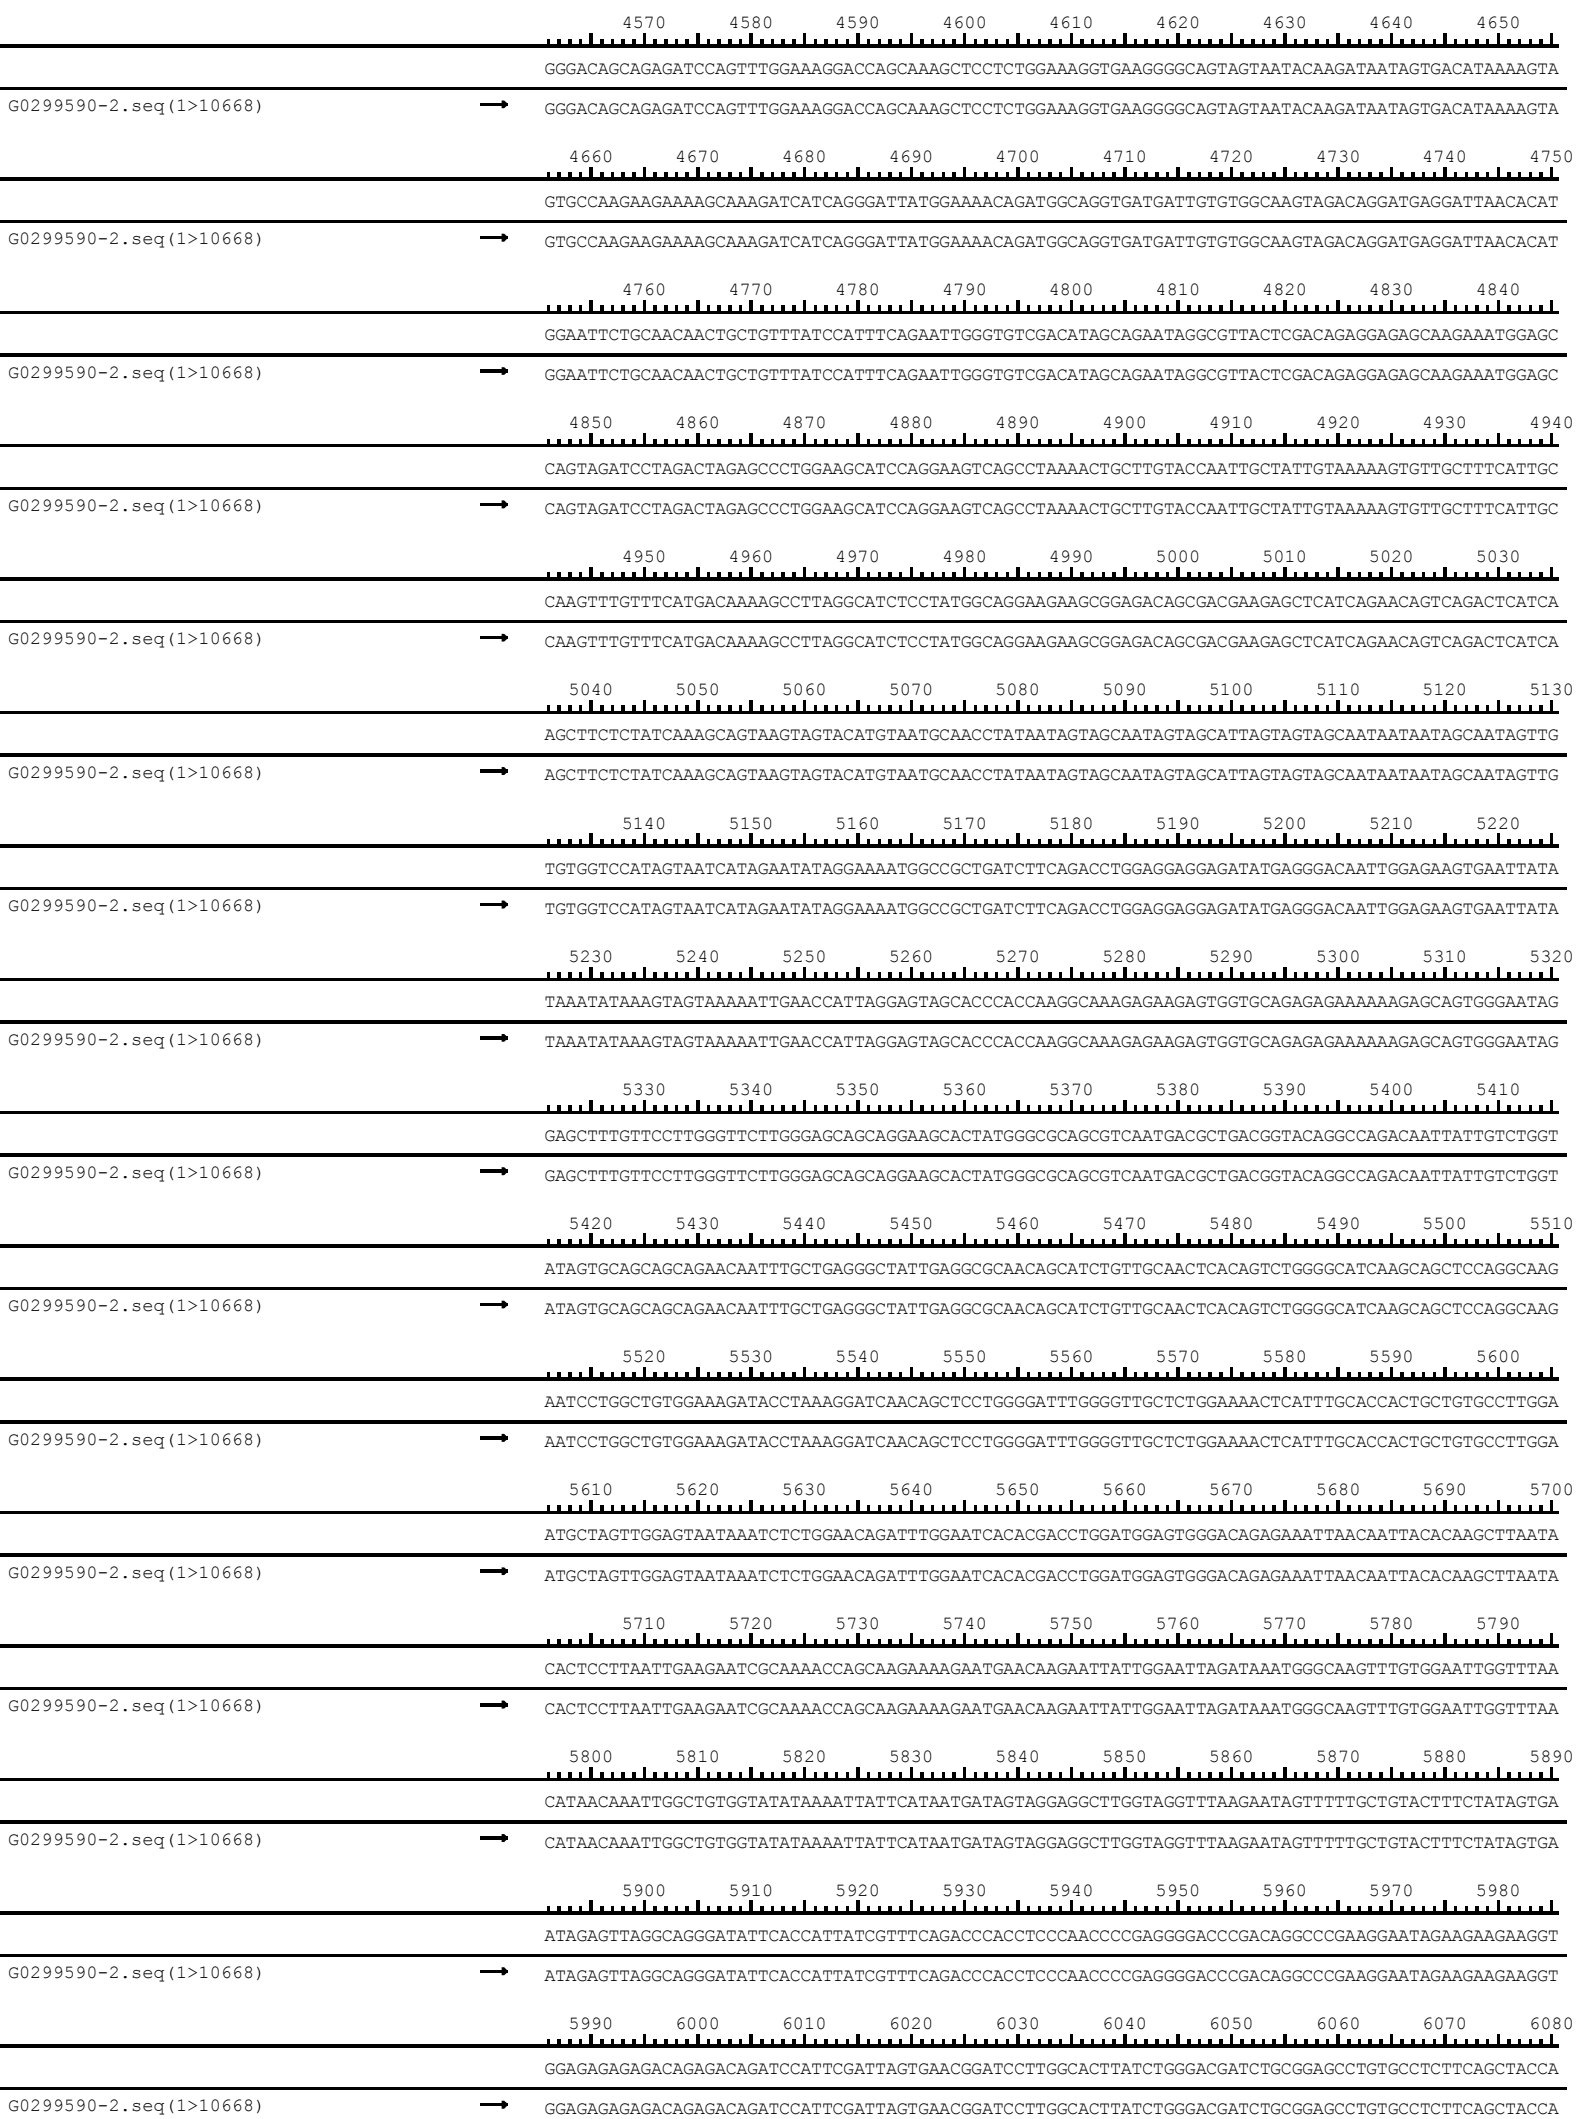 4570 4580 4590 4600 4610 4620 4630 4640 4650
GGGACAGCAGAGATCCAGTTTGGAAAGGACCAGCAAAGCTCCTCTGGAAAGGTGAAGGGGCAGTAGTAATACAAGATAATAGTGACATAAAAGTA
G0299590-2.seq(1>10668) → GGGACAGCAGAGATCCAGTTTGGAAAGGACCAGCAAAGCTCCTCTGGAAAGGTGAAGGGGCAGTAGTAATACAAGATAATAGTGACATAAAAGTA
4660 4670 4680 4690 4700 4710 4720 4730 4740 4750
GTGCCAAGAAGAAAAGCAAAGATCATCAGGGATTATGGAAAACAGATGGCAGGTGATGATTGTGTGGCAAGTAGACAGGATGAGGATTAACACAT
G0299590-2.seq(1>10668) → GTGCCAAGAAGAAAAGCAAAGATCATCAGGGATTATGGAAAACAGATGGCAGGTGATGATTGTGTGGCAAGTAGACAGGATGAGGATTAACACAT
4760 4770 4780 4790 4800 4810 4820 4830 4840
GGAATTCTGCAACAACTGCTGTTTATCCATTTCAGAATTGGGTGTCGACATAGCAGAATAGGCGTTACTCGACAGAGGAGAGCAAGAAATGGAGC
G0299590-2.seq(1>10668) → GGAATTCTGCAACAACTGCTGTTTATCCATTTCAGAATTGGGTGTCGACATAGCAGAATAGGCGTTACTCGACAGAGGAGAGCAAGAAATGGAGC
4850 4860 4870 4880 4890 4900 4910 4920 4930 4940
CAGTAGATCCTAGACTAGAGCCCTGGAAGCATCCAGGAAGTCAGCCTAAAACTGCTTGTACCAATTGCTATTGTAAAAAGTGTTGCTTTCATTGC
G0299590-2.seq(1>10668) → CAGTAGATCCTAGACTAGAGCCCTGGAAGCATCCAGGAAGTCAGCCTAAAACTGCTTGTACCAATTGCTATTGTAAAAAGTGTTGCTTTCATTGC
4950 4960 4970 4980 4990 5000 5010 5020 5030
CAAGTTTGTTTCATGACAAAAGCCTTAGGCATCTCCTATGGCAGGAAGAAGCGGAGACAGCGACGAAGAGCTCATCAGAACAGTCAGACTCATCA
G0299590-2.seq(1>10668) → CAAGTTTGTTTCATGACAAAAGCCTTAGGCATCTCCTATGGCAGGAAGAAGCGGAGACAGCGACGAAGAGCTCATCAGAACAGTCAGACTCATCA
5040 5050 5060 5070 5080 5090 5100 5110 5120 5130
AGCTTCTCTATCAAAGCAGTAAGTAGTACATGTAATGCAACCTATAATAGTAGCAATAGTAGCATTAGTAGTAGCAATAATAATAGCAATAGTTG
G0299590-2.seq(1>10668) → AGCTTCTCTATCAAAGCAGTAAGTAGTACATGTAATGCAACCTATAATAGTAGCAATAGTAGCATTAGTAGTAGCAATAATAATAGCAATAGTTG
5140 5150 5160 5170 5180 5190 5200 5210 5220
TGTGGTCCATAGTAATCATAGAATATAGGAAAATGGCCGCTGATCTTCAGACCTGGAGGAGGAGATATGAGGGACAATTGGAGAAGTGAATTATA
G0299590-2.seq(1>10668) → TGTGGTCCATAGTAATCATAGAATATAGGAAAATGGCCGCTGATCTTCAGACCTGGAGGAGGAGATATGAGGGACAATTGGAGAAGTGAATTATA
5230 5240 5250 5260 5270 5280 5290 5300 5310 5320
TAAATATAAAGTAGTAAAAATTGAACCATTAGGAGTAGCACCCACCAAGGCAAAGAGAAGAGTGGTGCAGAGAGAAAAAAGAGCAGTGGGAATAG
G0299590-2.seq(1>10668) → TAAATATAAAGTAGTAAAAATTGAACCATTAGGAGTAGCACCCACCAAGGCAAAGAGAAGAGTGGTGCAGAGAGAAAAAAGAGCAGTGGGAATAG
5330 5340 5350 5360 5370 5380 5390 5400 5410
GAGCTTTGTTCCTTGGGTTCTTGGGAGCAGCAGGAAGCACTATGGGCGCAGCGTCAATGACGCTGACGGTACAGGCCAGACAATTATTGTCTGGT
G0299590-2.seq(1>10668) → GAGCTTTGTTCCTTGGGTTCTTGGGAGCAGCAGGAAGCACTATGGGCGCAGCGTCAATGACGCTGACGGTACAGGCCAGACAATTATTGTCTGGT
5420 5430 5440 5450 5460 5470 5480 5490 5500 5510
ATAGTGCAGCAGCAGAACAATTTGCTGAGGGCTATTGAGGCGCAACAGCATCTGTTGCAACTCACAGTCTGGGGCATCAAGCAGCTCCAGGCAAG
G0299590-2.seq(1>10668) → ATAGTGCAGCAGCAGAACAATTTGCTGAGGGCTATTGAGGCGCAACAGCATCTGTTGCAACTCACAGTCTGGGGCATCAAGCAGCTCCAGGCAAG
5520 5530 5540 5550 5560 5570 5580 5590 5600
AATCCTGGCTGTGGAAAGATACCTAAAGGATCAACAGCTCCTGGGGATTTGGGGTTGCTCTGGAAAACTCATTTGCACCACTGCTGTGCCTTGGA
G0299590-2.seq(1>10668) → AATCCTGGCTGTGGAAAGATACCTAAAGGATCAACAGCTCCTGGGGATTTGGGGTTGCTCTGGAAAACTCATTTGCACCACTGCTGTGCCTTGGA
5610 5620 5630 5640 5650 5660 5670 5680 5690 5700
ATGCTAGTTGGAGTAATAAATCTCTGGAACAGATTTGGAATCACACGACCTGGATGGAGTGGGACAGAGAAATTAACAATTACACAAGCTTAATA
G0299590-2.seq(1>10668) → ATGCTAGTTGGAGTAATAAATCTCTGGAACAGATTTGGAATCACACGACCTGGATGGAGTGGGACAGAGAAATTAACAATTACACAAGCTTAATA
5710 5720 5730 5740 5750 5760 5770 5780 5790
CACTCCTTAATTGAAGAATCGCAAAACCAGCAAGAAAAGAATGAACAAGAATTATTGGAATTAGATAAATGGGCAAGTTTGTGGAATTGGTTTAA
G0299590-2.seq(1>10668) → CACTCCTTAATTGAAGAATCGCAAAACCAGCAAGAAAAGAATGAACAAGAATTATTGGAATTAGATAAATGGGCAAGTTTGTGGAATTGGTTTAA
5800 5810 5820 5830 5840 5850 5860 5870 5880 5890
CATAACAAATTGGCTGTGGTATATAAAATTATTCATAATGATAGTAGGAGGCTTGGTAGGTTTAAGAATAGTTTTTGCTGTACTTTCTATAGTGA
G0299590-2.seq(1>10668) → CATAACAAATTGGCTGTGGTATATAAAATTATTCATAATGATAGTAGGAGGCTTGGTAGGTTTAAGAATAGTTTTTGCTGTACTTTCTATAGTGA
5900 5910 5920 5930 5940 5950 5960 5970 5980
ATAGAGTTAGGCAGGGATATTCACCATTATCGTTTCAGACCCACCTCCCAACCCCGAGGGGACCCGACAGGCCCGAAGGAATAGAAGAAGAAGGT
G0299590-2.seq(1>10668) → ATAGAGTTAGGCAGGGATATTCACCATTATCGTTTCAGACCCACCTCCCAACCCCGAGGGGACCCGACAGGCCCGAAGGAATAGAAGAAGAAGGT
5990 6000 6010 6020 6030 6040 6050 6060 6070 6080
GGAGAGAGAGACAGAGACAGATCCATTCGATTAGTGAACGGATCCTTGGCACTTATCTGGGACGATCTGCGGAGCCTGTGCCTCTTCAGCTACCA
G0299590-2.seq(1>10668) → GGAGAGAGAGACAGAGACAGATCCATTCGATTAGTGAACGGATCCTTGGCACTTATCTGGGACGATCTGCGGAGCCTGTGCCTCTTCAGCTACCA